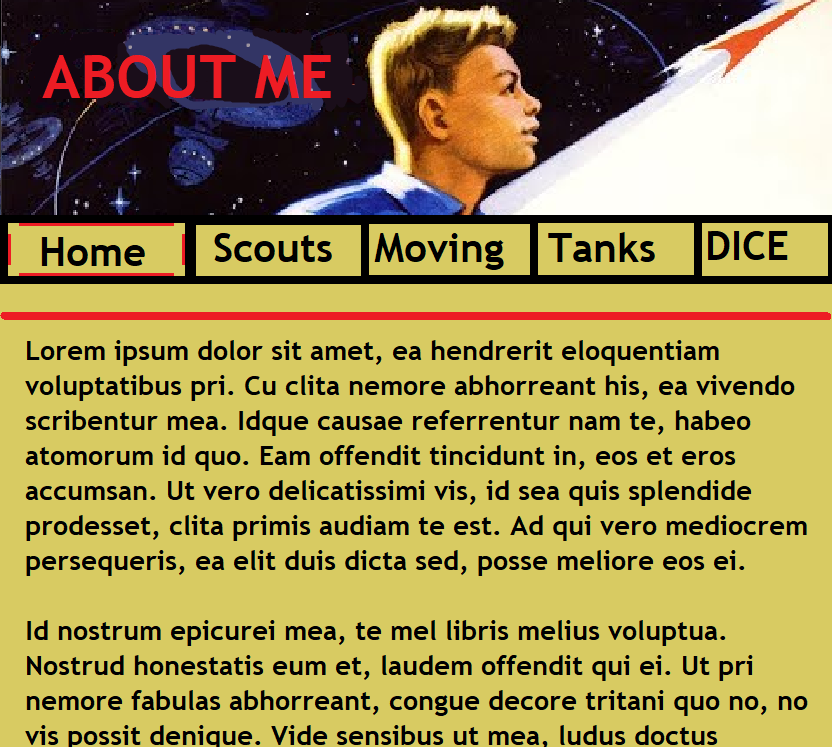 ABOUT ME
Home Scouts Moving Tanks DICE
Lorem ipsum dolor sit amet, ea hendrerit eloquentiam
voluptatibus pri. Cu clita nemore abhorreant his, ea vivendo
scribentur mea. Idque causae referrentur nam te, habeo
atomorum id quo. Eam offendit tincidunt in, eos et eros
accumsan. Ut vero delicatissimi vis, id sea quis splendide
prodesset, clita primis audiam te est. Ad qui vero mediocrem
persequeris, ea elit duis dicta sed, posse meliore eos ei.
Id nostrum epicurei mea, te mel libris melius voluptua.
Nostrud honestatis eum et, laudem offendit qui ei. Ut pri
nemore fabulas abhorreant, congue decore tritani quo no, no
vis possit denique. Vide sensibus ut mea, ludus doctus